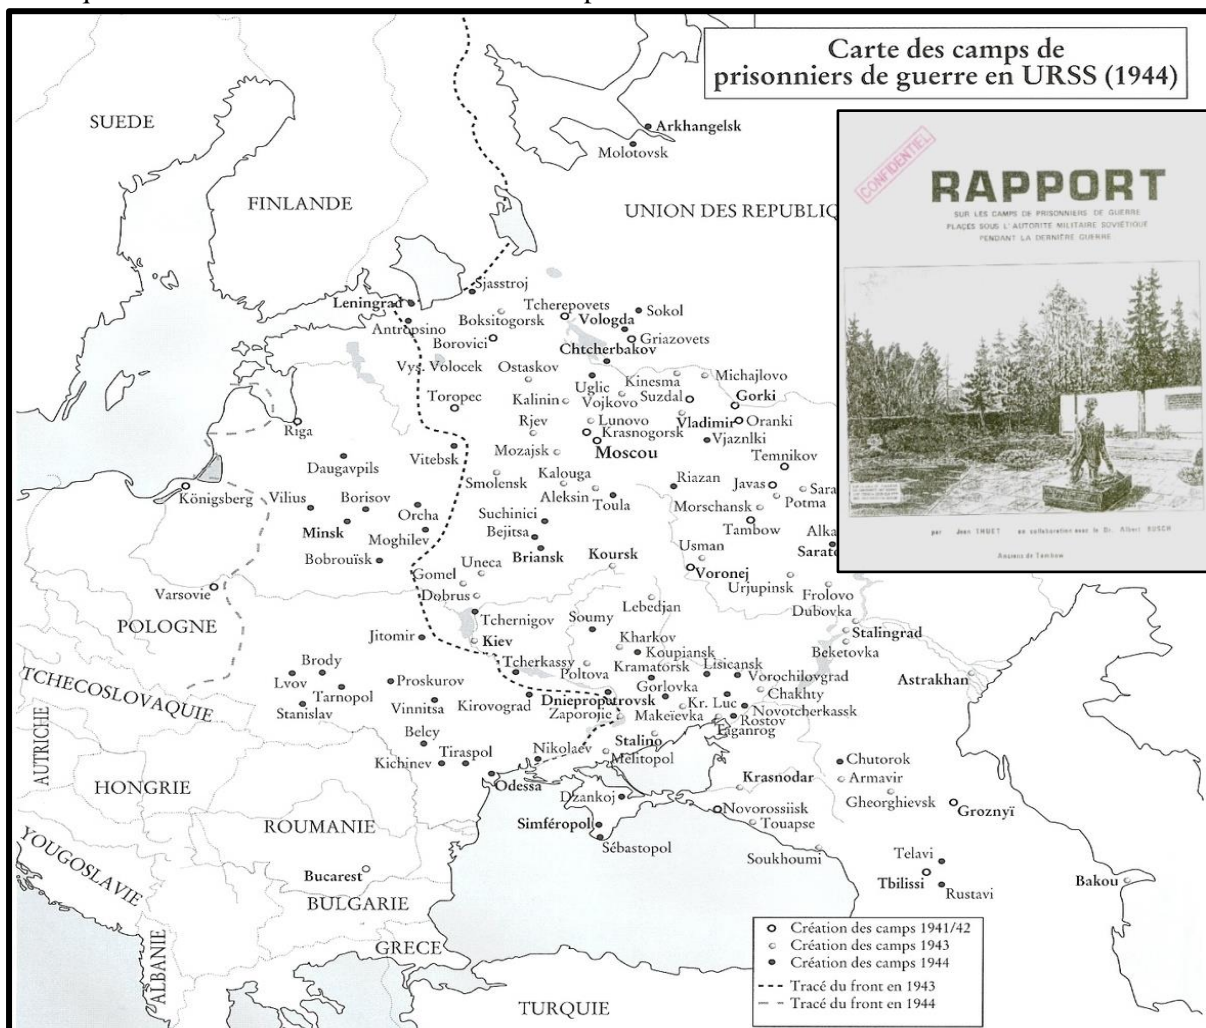 Carte des camps de
prisonniers de guerre en URSS (1944)
SUEDE
Arkhangelsk
Molotovsk
CONFIDENTIEL
RAPPORT
SUR LES CAMPS DE PRISONNIERS DE GUERRE
PLACÉS SOUS L'AUTORITÉ MILITAIRE SOVIÉTIQUE
PENDANT LA DERNIÈRE GUERRE
FINLANDE
UNION DES REPUBLIQ
Sjasstroj
Leningrad
Tcherepovets
Sokol
Boksitogorsk
Vologda
Antropsino
Borovici
Griazovets
Chtcherbakov
Vys. Volocek
Ostaskov
Uglic
Kinesma
Michajlovo
Toropec
Kalinin
Vojkovo
Suzdal
Gorki
Riga
Rjev
Lunovo
Vladimir
Oranki
Krasnogorsk
Vjaznlki
Daugavpils
Vitebsk
Mozajsk
Moscou
Temnikov
Königsberg
Smolensk
Kalouga
Riazan
Javas
Sara
Vilius
Borisov
Aleksin
Toula
Potma
Orcha
Suchinici
Morschansk
Minsk
Moghilev
Bejitsa
Tambow
Alka
par Jean THUET en collaboration avec le Dr. Albert BUSCH
Bobrouïsk
Briansk
Koursk
Usman
Sarato
Anciens de Tambow
Uneca
Voronej
Gomel
Urjupinsk
Varsovie
Dobrus
Lebedjan
Frolovo
Dubovka
POLOGNE
Tchernigov
Soumy
Jitomir
Kiev
Kharkov
Stalingrad
Koupiansk
Beketovka
TCHECOSLOVAQUIE
Brody
Tcherkassy
Kramatorsk
Lisicansk
Lvov
Proskurov
Poltova
Vorochilovgrad
Astrakhan
Tarnopol
Gorlovka
Chakhty
Stanislav
Vinnitsa
Kirovograd
Dniepropetrovsk
Kr. Luc
Novotcherkassk
Zaporojie
Makeïevka
Rostov
AUTRICHE
Taganrog
Belcy
Stalino
Tiraspol
Nikolaev
Melitopol
Kichinev
Chutorok
HONGRIE
Odessa
Krasnodar
Armavir
Dzankoj
Gheorghievsk
Novorossiisk
Groznyï
ROUMANIE
Simféropol
Touapse
YOUGOSLAVIE
Sébastopol
Soukhoumi
Telavi
Bucarest
Tbilissi
Bakou
Rustavi
BULGARIE
ALBANIE
GRECE
TURQUIE
Création des camps 1941/42
Création des camps 1943
Création des camps 1944
Tracé du front en 1943
Tracé du front en 1944